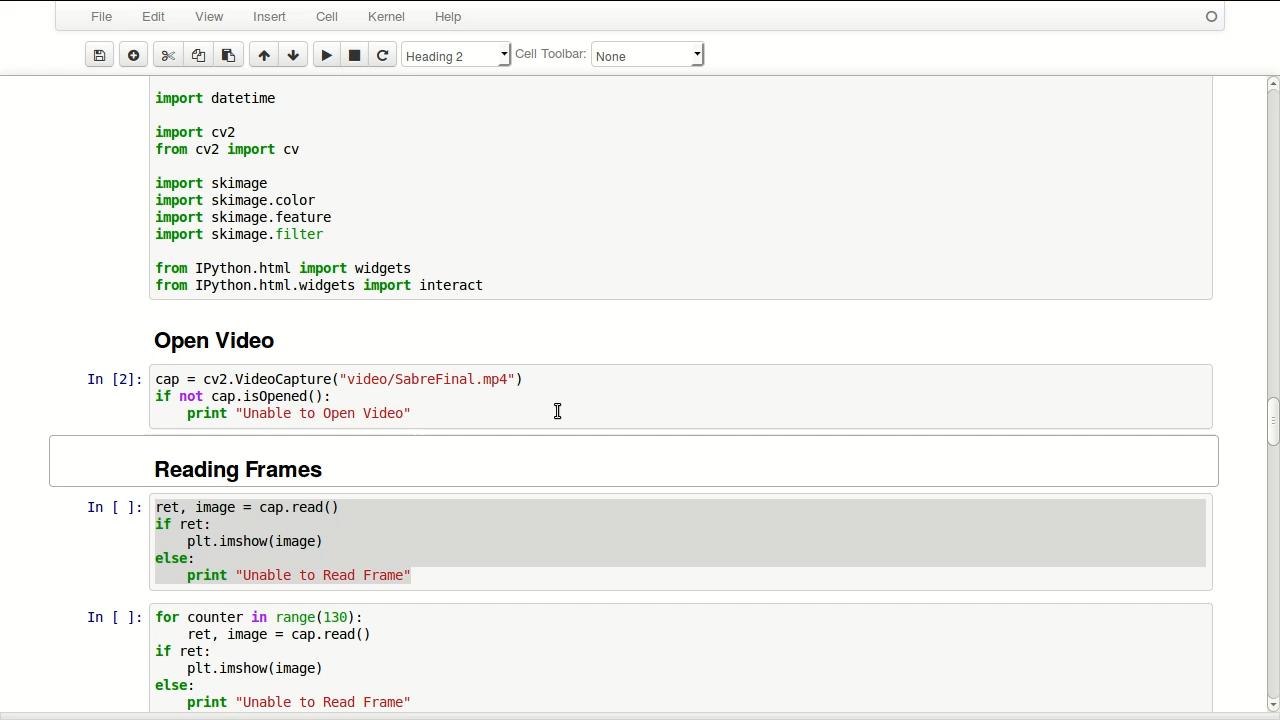 File Edit View Insert Cell Kernel Help
Heading 2 Cell Toolbar: None
import datetime
import cv2
from cv2 import cv
import skimage
import skimage.color
import skimage.feature
import skimage.filter
from IPython.html import widgets
from IPython.html.widgets import interact
Open Video
In [2]: cap = cv2.VideoCapture("video/SabreFinal.mp4")
if not cap.isOpened():
    print "Unable to Open Video"
Reading Frames
In [ ]: ret, image = cap.read()
if ret:
    plt.imshow(image)
else:
    print "Unable to Read Frame"
In [ ]: for counter in range(130):
    ret, image = cap.read()
if ret:
    plt.imshow(image)
else:
    print "Unable to Read Frame"